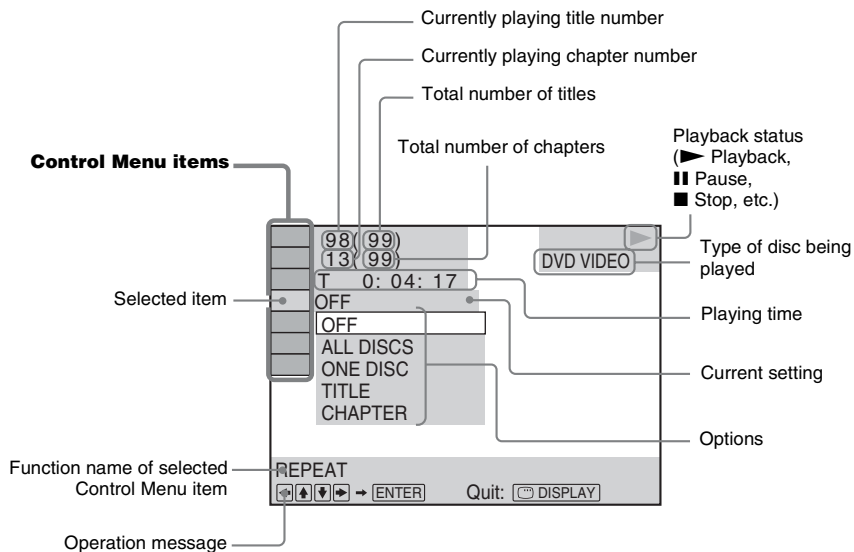 Currently playing title number
Currently playing chapter number
Total number of titles
Total number of chapters
Playback status
(► Playback,
❚❚ Pause,
■ Stop, etc.)
Control Menu items
98( 99)
13( 99)
DVD VIDEO
Type of disc being
played
T 0: 04: 17
Selected item
OFF
Playing time
OFF
ALL DISCS
ONE DISC
TITLE
CHAPTER
Current setting
Options
Function name of selected
Control Menu item
REPEAT
← ↑ ↓ → → ENTER Quit: DISPLAY
Operation message